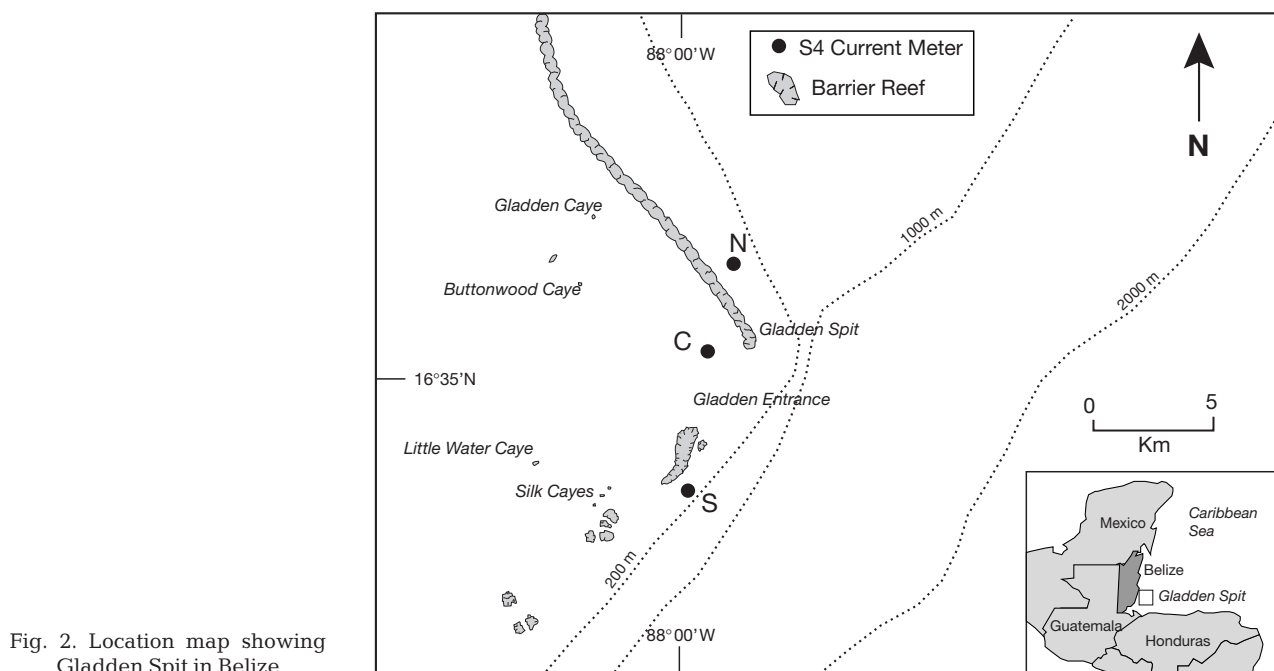 88°00'W
S4 Current Meter
Barrier Reef
N
Gladden Caye
1000 m
N
Buttonwood Caye
2000 m
Gladden Spit
C
16°35'N
Gladden Entrance
0 5
Km
Little Water Caye
Silk Cayes
S
200 m
88°00'W
Mexico
Caribbean
Sea
Belize
Gladden Spit
Guatemala
Honduras
Fig. 2. Location map showing
Gladden Spit in Belize